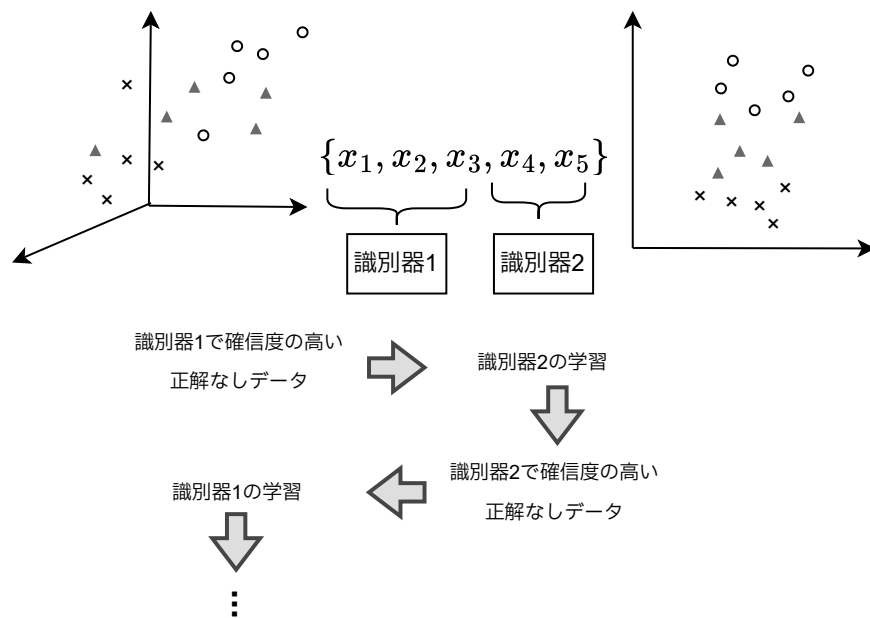 {x₁, x₂, x₃, x₄, x₅}
識別器1
識別器2
識別器1で確信度の高い
正解なしデータ
識別器2の学習
識別器2で確信度の高い
正解なしデータ
識別器1の学習
⋮